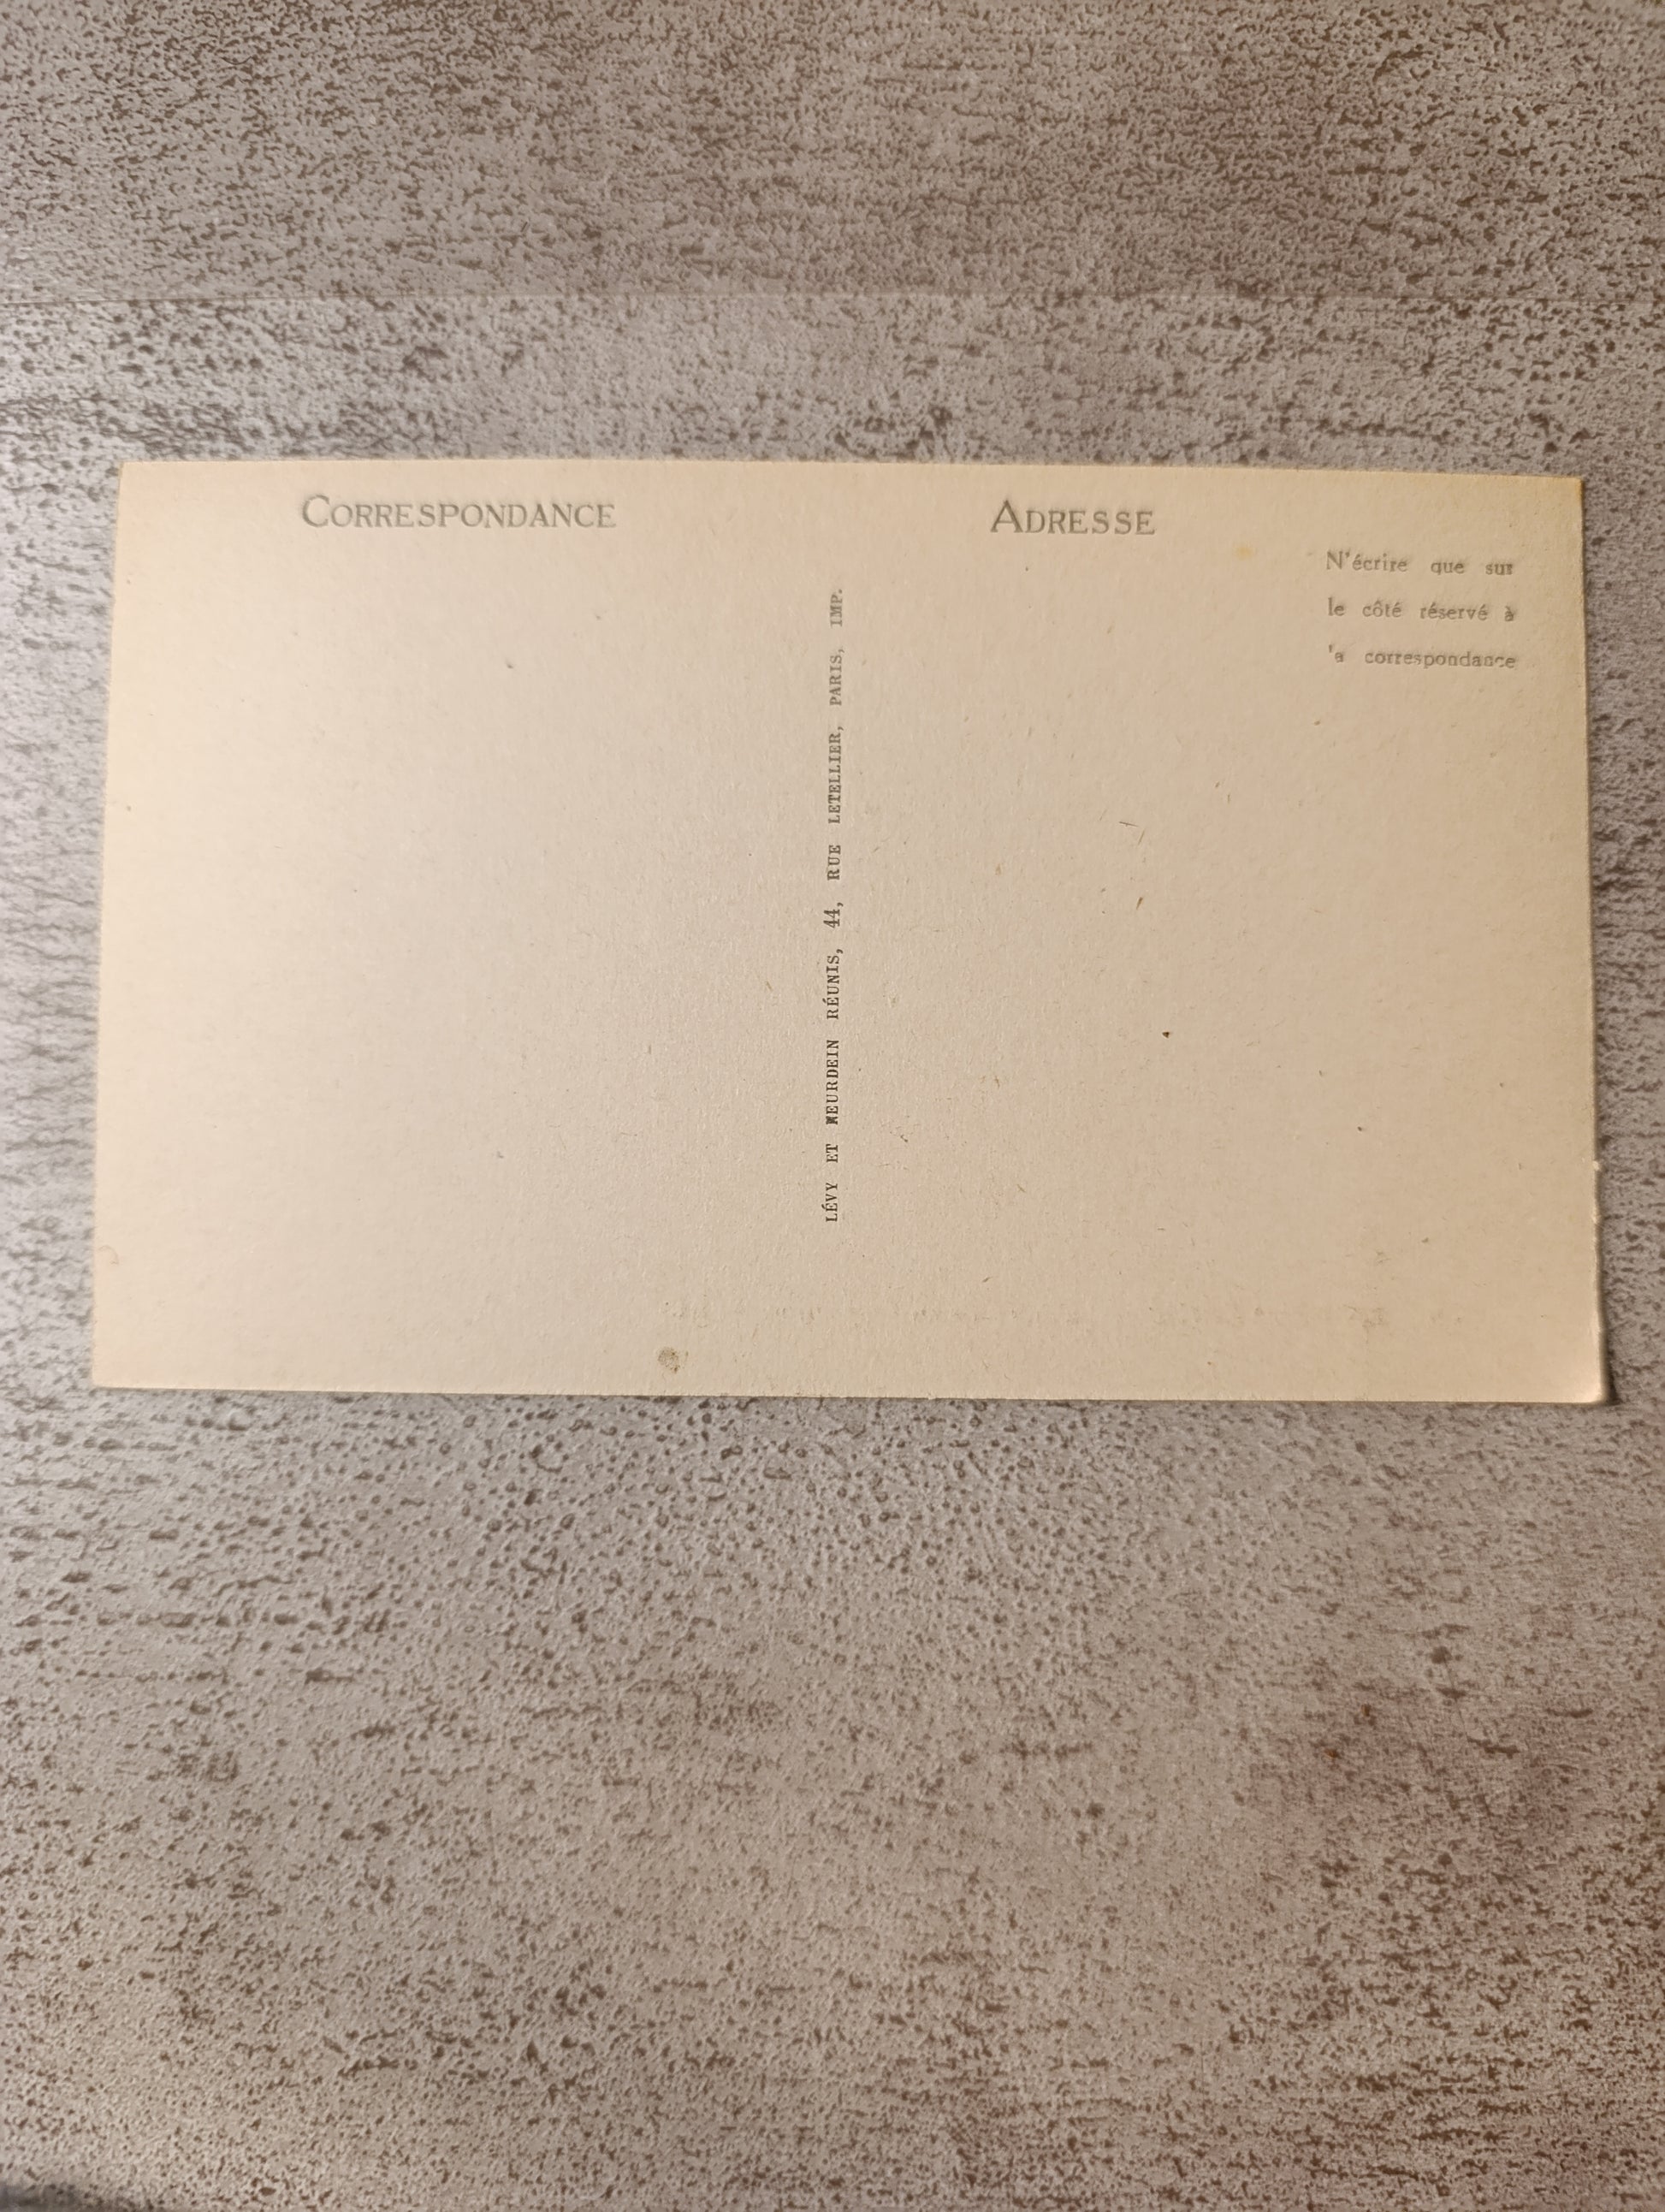 CORRESPONDANCE
ADRESSE
N'écrire que sur
le côté réservé à
'a correspondance
LÉVY ET NEURDEIN RÉUNIS, 44, RUE LETELLIER, PARIS, IMP.